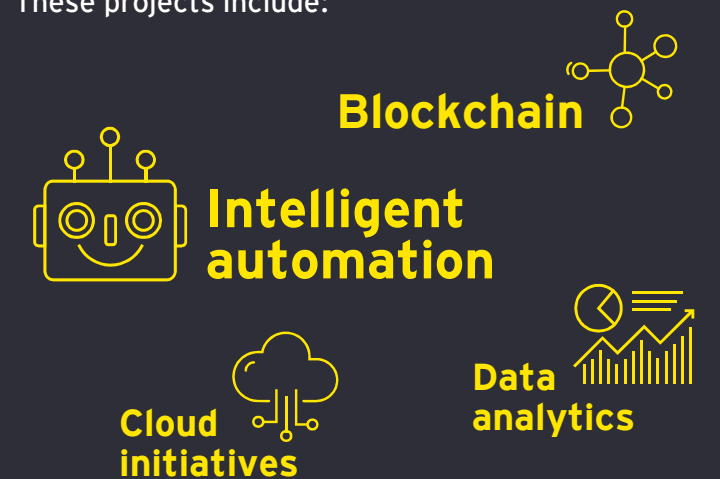 These projects include:
Blockchain
Intelligent
automation
Data
analytics
Cloud
initiatives